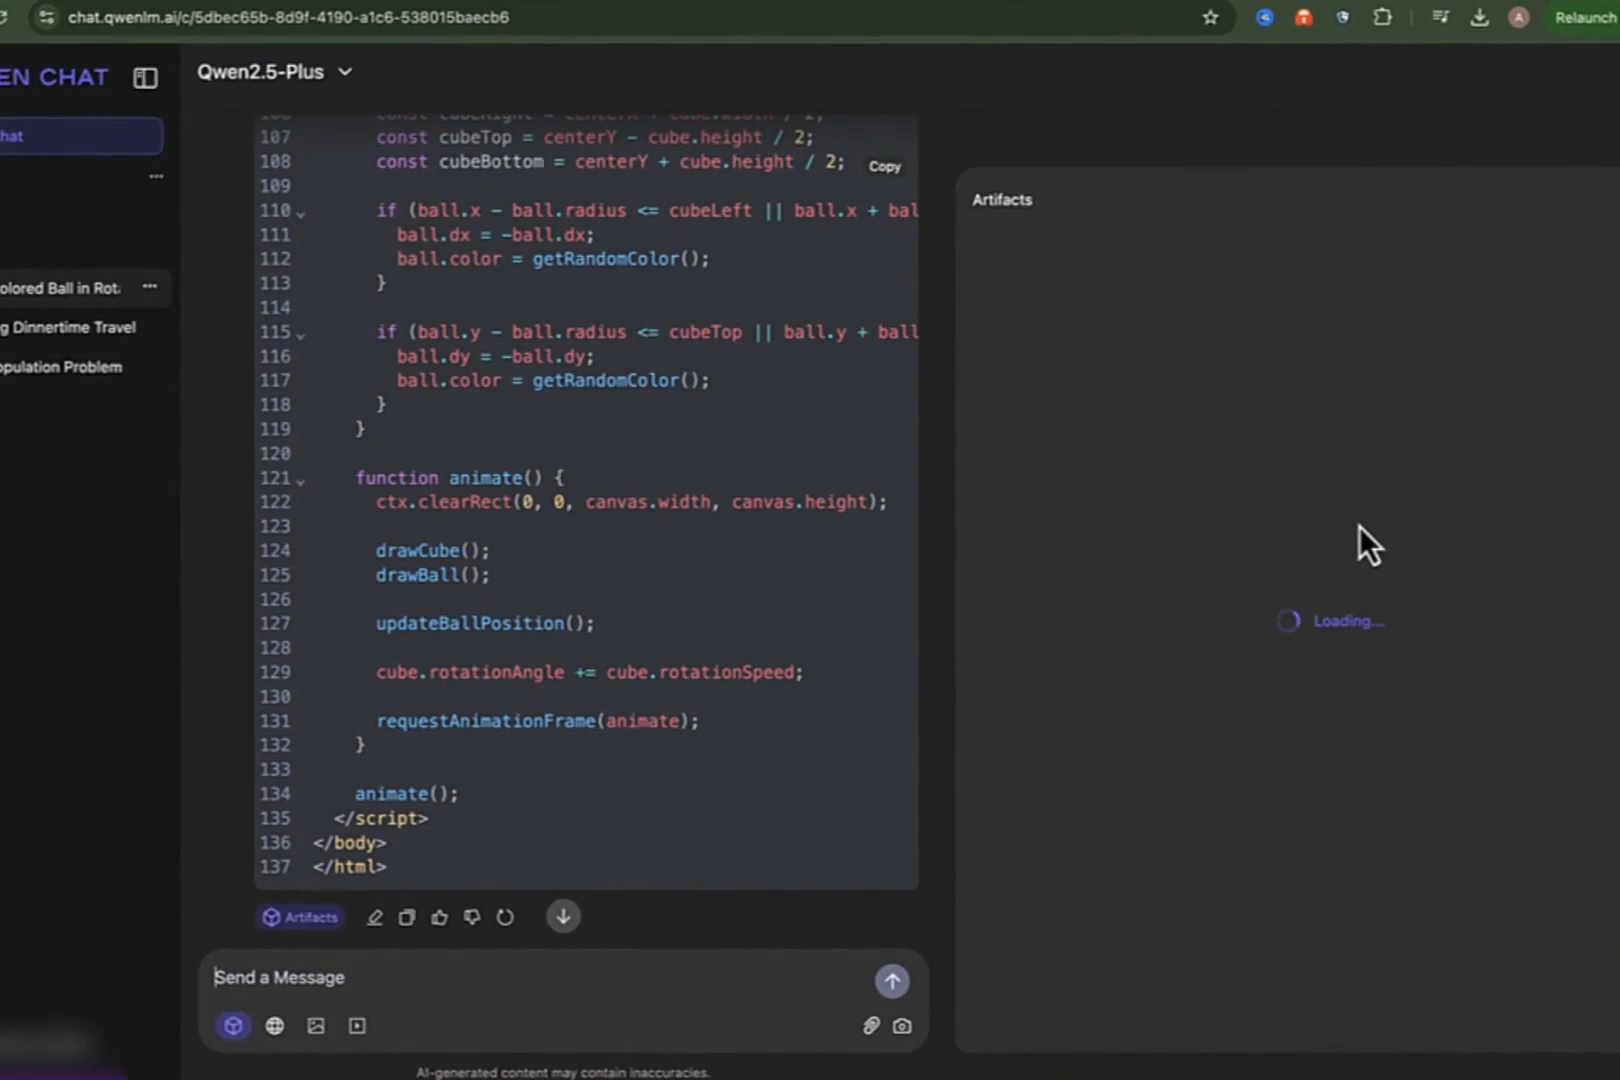 chat.qwenlm.ai/c/5dbec65b-8d9f-4190-a1c6-538015baecb6
Relaunch
EN CHAT
Qwen2.5-Plus
hat
olored Ball in Rot
g Dinnertime Travel
opulation Problem
107 const cubeTop = centerY - cube.height / 2;
108 const cubeBottom = centerY + cube.height / 2;
Copy
109
110 if (ball.x - ball.radius <= cubeLeft || ball.x + bal
111 ball.dx = -ball.dx;
112 ball.color = getRandomColor();
113 }
114
115 if (ball.y - ball.radius <= cubeTop || ball.y + ball
116 ball.dy = -ball.dy;
117 ball.color = getRandomColor();
118 }
119 }
120
121 function animate() {
122 ctx.clearRect(0, 0, canvas.width, canvas.height);
123
124 drawCube();
125 drawBall();
126
127 updateBallPosition();
128
129 cube.rotationAngle += cube.rotationSpeed;
130
131 requestAnimationFrame(animate);
132 }
133
134 animate();
135 </script>
136 </body>
137 </html>
Artifacts
Send a Message
AI-generated content may contain inaccuracies.
Artifacts
Loading...